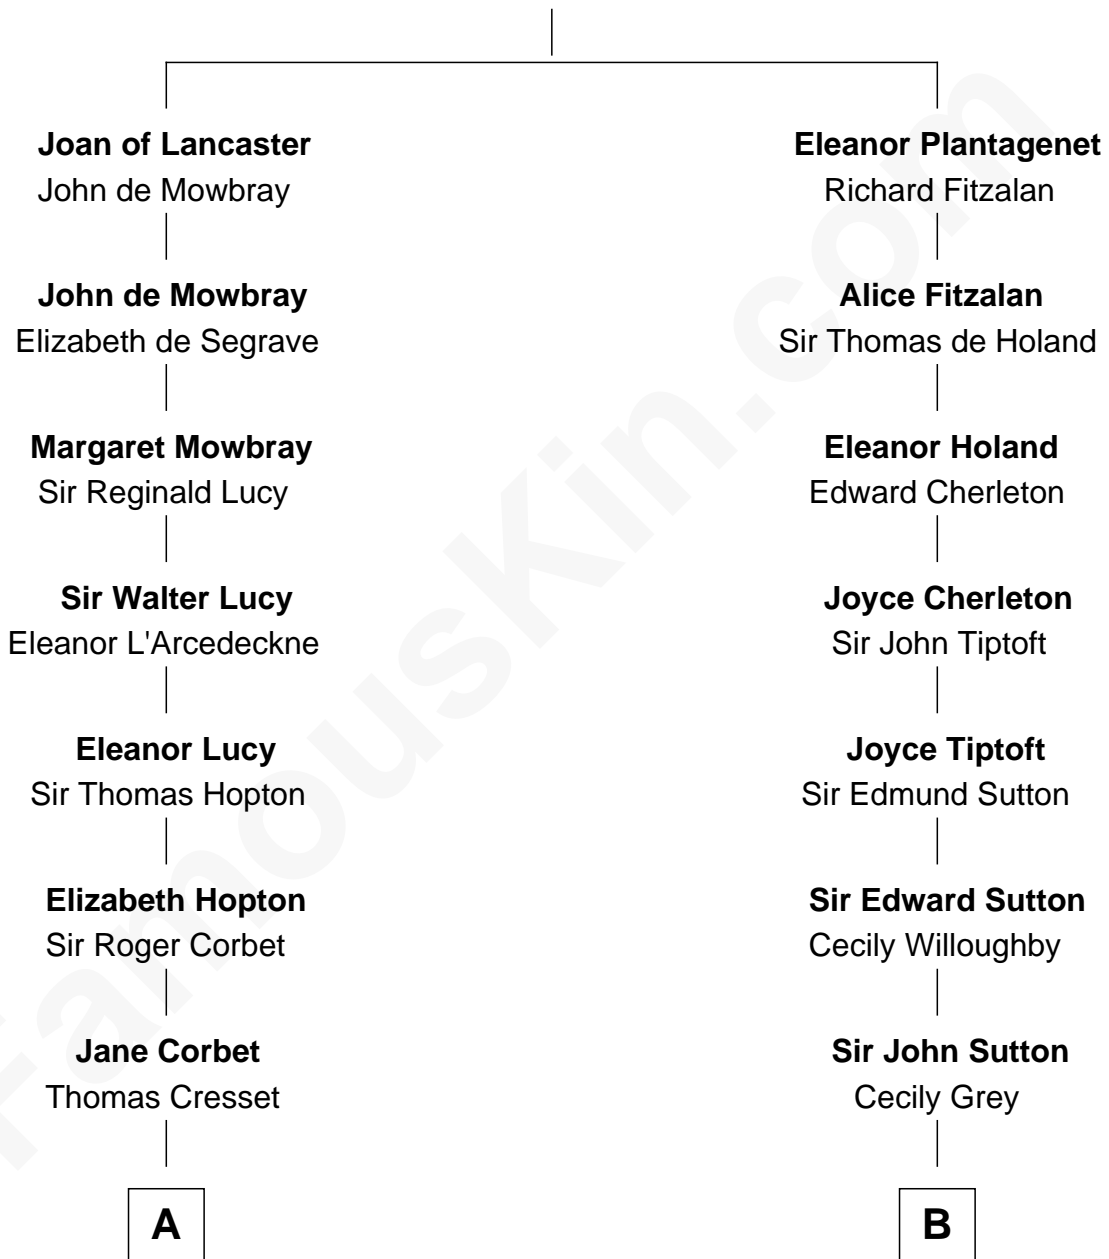 Joan of Lancaster
John de Mowbray
John de Mowbray
Elizabeth de Segrave
Margaret Mowbray
Sir Reginald Lucy
Sir Walter Lucy
Eleanor L'Arcedeckne
Eleanor Lucy
Sir Thomas Hopton
Elizabeth Hopton
Sir Roger Corbet
Jane Corbet
Thomas Cresset
A
Eleanor Plantagenet
Richard Fitzalan
Alice Fitzalan
Sir Thomas de Holand
Eleanor Holand
Edward Cherleton
Joyce Cherleton
Sir John Tiptoft
Joyce Tiptoft
Sir Edmund Sutton
Sir Edward Sutton
Cecily Willoughby
Sir John Sutton
Cecily Grey
B
FamousKin.com